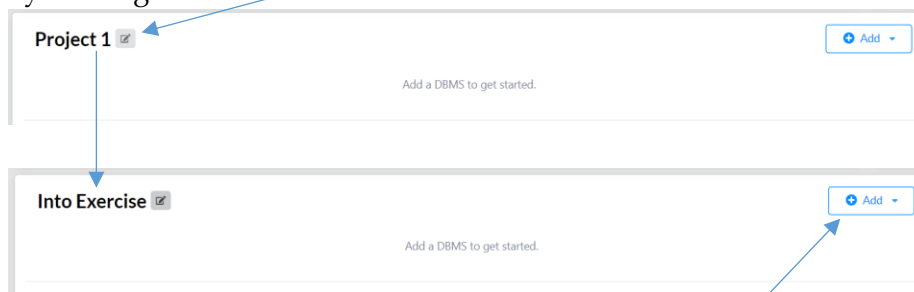 Project 1
Add
Add a DBMS to get started.
Into Exercise
Add
Add a DBMS to get started.